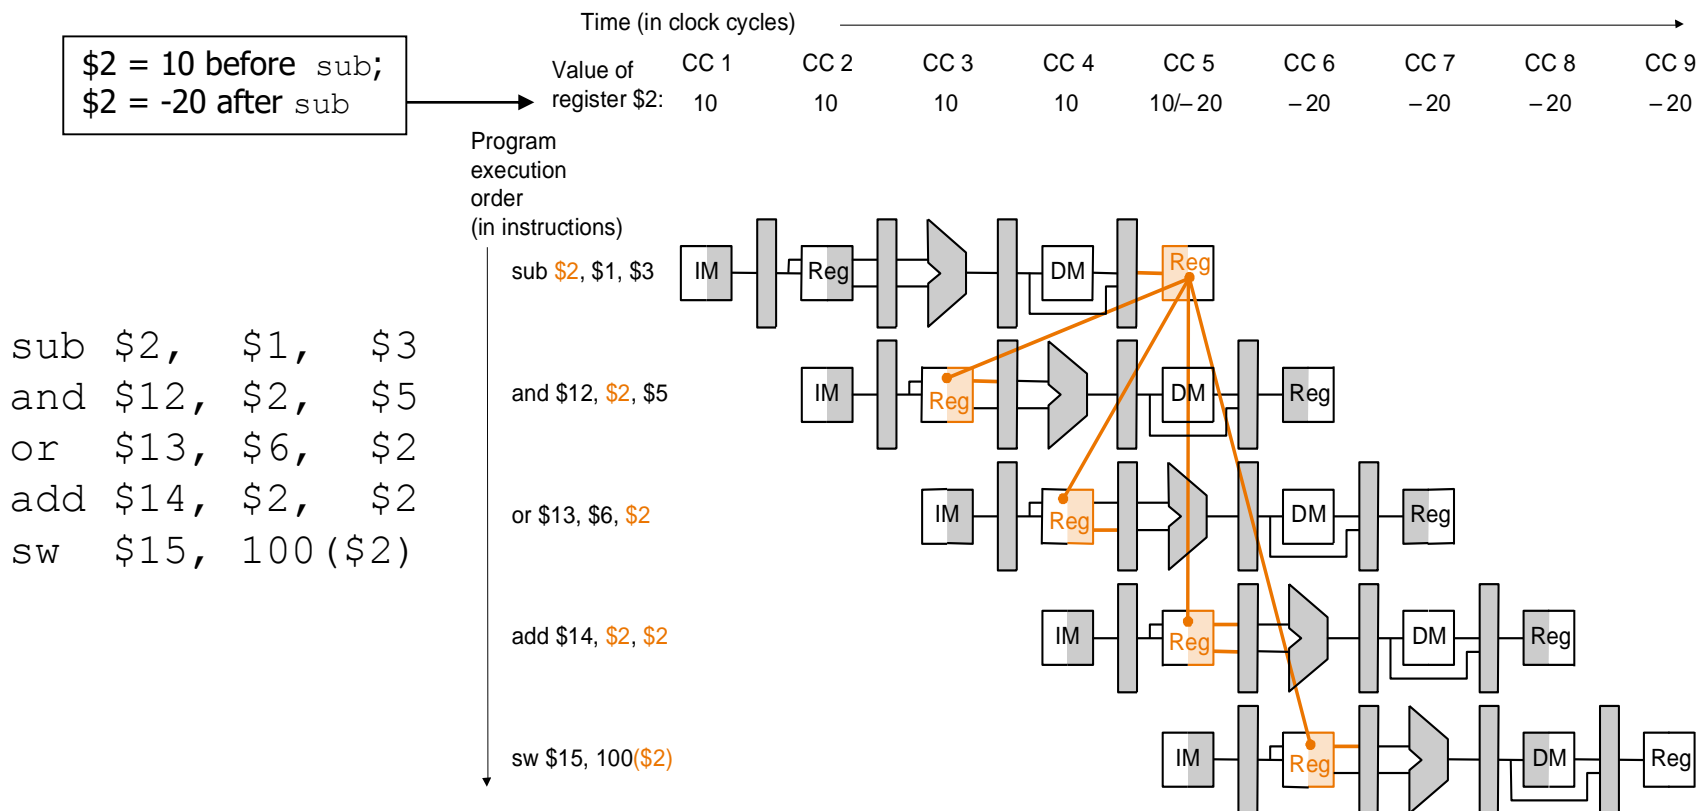 Time (in clock cycles)
$2 = 10 before sub;
$2 = -20 after sub
Value of
register $2:
CC 1 CC 2 CC 3 CC 4 CC 5 CC 6 CC 7 CC 8 CC 9
10 10 10 10 10/–20 –20 –20 –20 –20
Program
execution
order
(in instructions)
sub $2, $1, $3
IM Reg DM Reg
and $12, $2, $5
IM Reg DM Reg
or $13, $6, $2
IM Reg DM Reg
add $14, $2, $2
IM Reg DM Reg
sw $15, 100($2)
IM Reg DM Reg
sub $2, $1, $3
and $12, $2, $5
or $13, $6, $2
add $14, $2, $2
sw $15, 100($2)